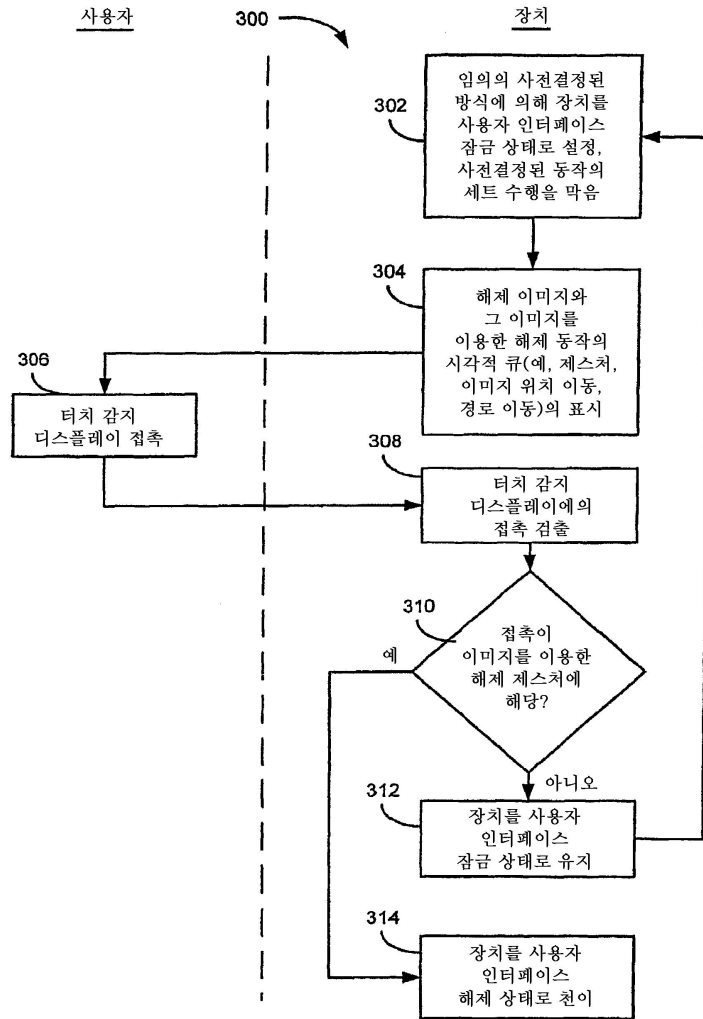 사용자
300
장치
302
임의의 사전결정된
방식에 의해 장치를
사용자 인터페이스
잠금 상태로 설정,
사전결정된 동작의
세트 수행을 막음
304
해제 이미지와
그 이미지를
이용한 해제 동작의
시각적 큐(예, 제스처,
이미지 위치 이동,
경로 이동)의 표시
306
터치 감지
디스플레이 접촉
308
터치 감지
디스플레이에의
접촉 검출
310
접촉이
이미지를 이용한
해제 제스처에
해당?
예
아니오
312
장치를 사용자
인터페이스
잠금 상태로 유지
314
장치를 사용자
인터페이스
해제 상태로 천이